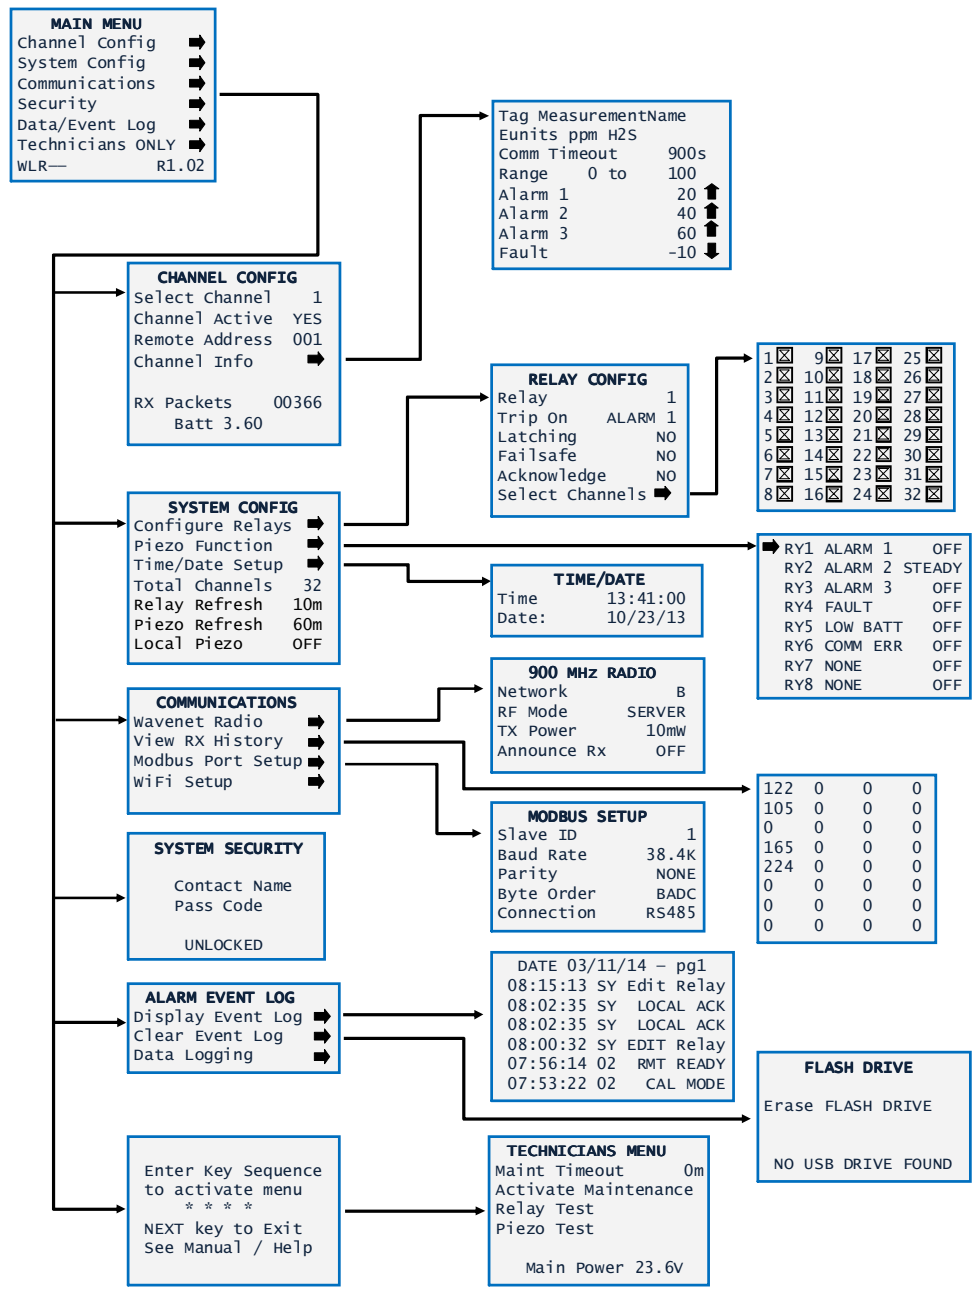 MAIN MENU
Channel Config
System Config
Communications
Security
Data/Event Log
Technicians ONLY
WLR—— R1.02
Tag MeasurementName
Eunits ppm H2S
Comm Timeout 900s
Range 0 to 100
Alarm 1 20
Alarm 2 40
Alarm 3 60
Fault -10
CHANNEL CONFIG
Select Channel 1
Channel Active YES
Remote Address 001
Channel Info
RX Packets 00366
Batt 3.60
RELAY CONFIG
Relay 1
Trip On ALARM 1
Latching NO
Failsafe NO
Acknowledge NO
Select Channels
1 9 17 25
2 10 18 26
3 11 19 27
4 12 20 28
5 13 21 29
6 14 22 30
7 15 23 31
8 16 24 32
SYSTEM CONFIG
Configure Relays
Piezo Function
Time/Date Setup
Total Channels 32
Relay Refresh 10m
Piezo Refresh 60m
Local Piezo OFF
RY1 ALARM 1 OFF
RY2 ALARM 2 STEADY
RY3 ALARM 3 OFF
RY4 FAULT OFF
RY5 LOW BATT OFF
RY6 COMM ERR OFF
RY7 NONE OFF
RY8 NONE OFF
TIME/DATE
Time 13:41:00
Date: 10/23/13
COMMUNICATIONS
Wavenet Radio
View RX History
Modbus Port Setup
WiFi Setup
900 MHz RADIO
Network B
RF Mode SERVER
TX Power 10mW
Announce Rx OFF
122 0 0 0
105 0 0 0
0 0 0 0
165 0 0 0
224 0 0 0
0 0 0 0
0 0 0 0
0 0 0 0
MODBUS SETUP
Slave ID 1
Baud Rate 38.4K
Parity NONE
Byte Order BADC
Connection RS485
SYSTEM SECURITY
Contact Name
Pass Code
UNLOCKED
ALARM EVENT LOG
Display Event Log
Clear Event Log
Data Logging
DATE 03/11/14 – pg1
08:15:13 SY Edit Relay
08:02:35 SY LOCAL ACK
08:02:35 SY LOCAL ACK
08:00:32 SY EDIT Relay
07:56:14 02 RMT READY
07:53:22 02 CAL MODE
FLASH DRIVE
Erase FLASH DRIVE
NO USB DRIVE FOUND
Enter Key Sequence
to activate menu
* * * *
NEXT key to Exit
See Manual / Help
TECHNICIANS MENU
Maint Timeout 0m
Activate Maintenance
Relay Test
Piezo Test
Main Power 23.6V